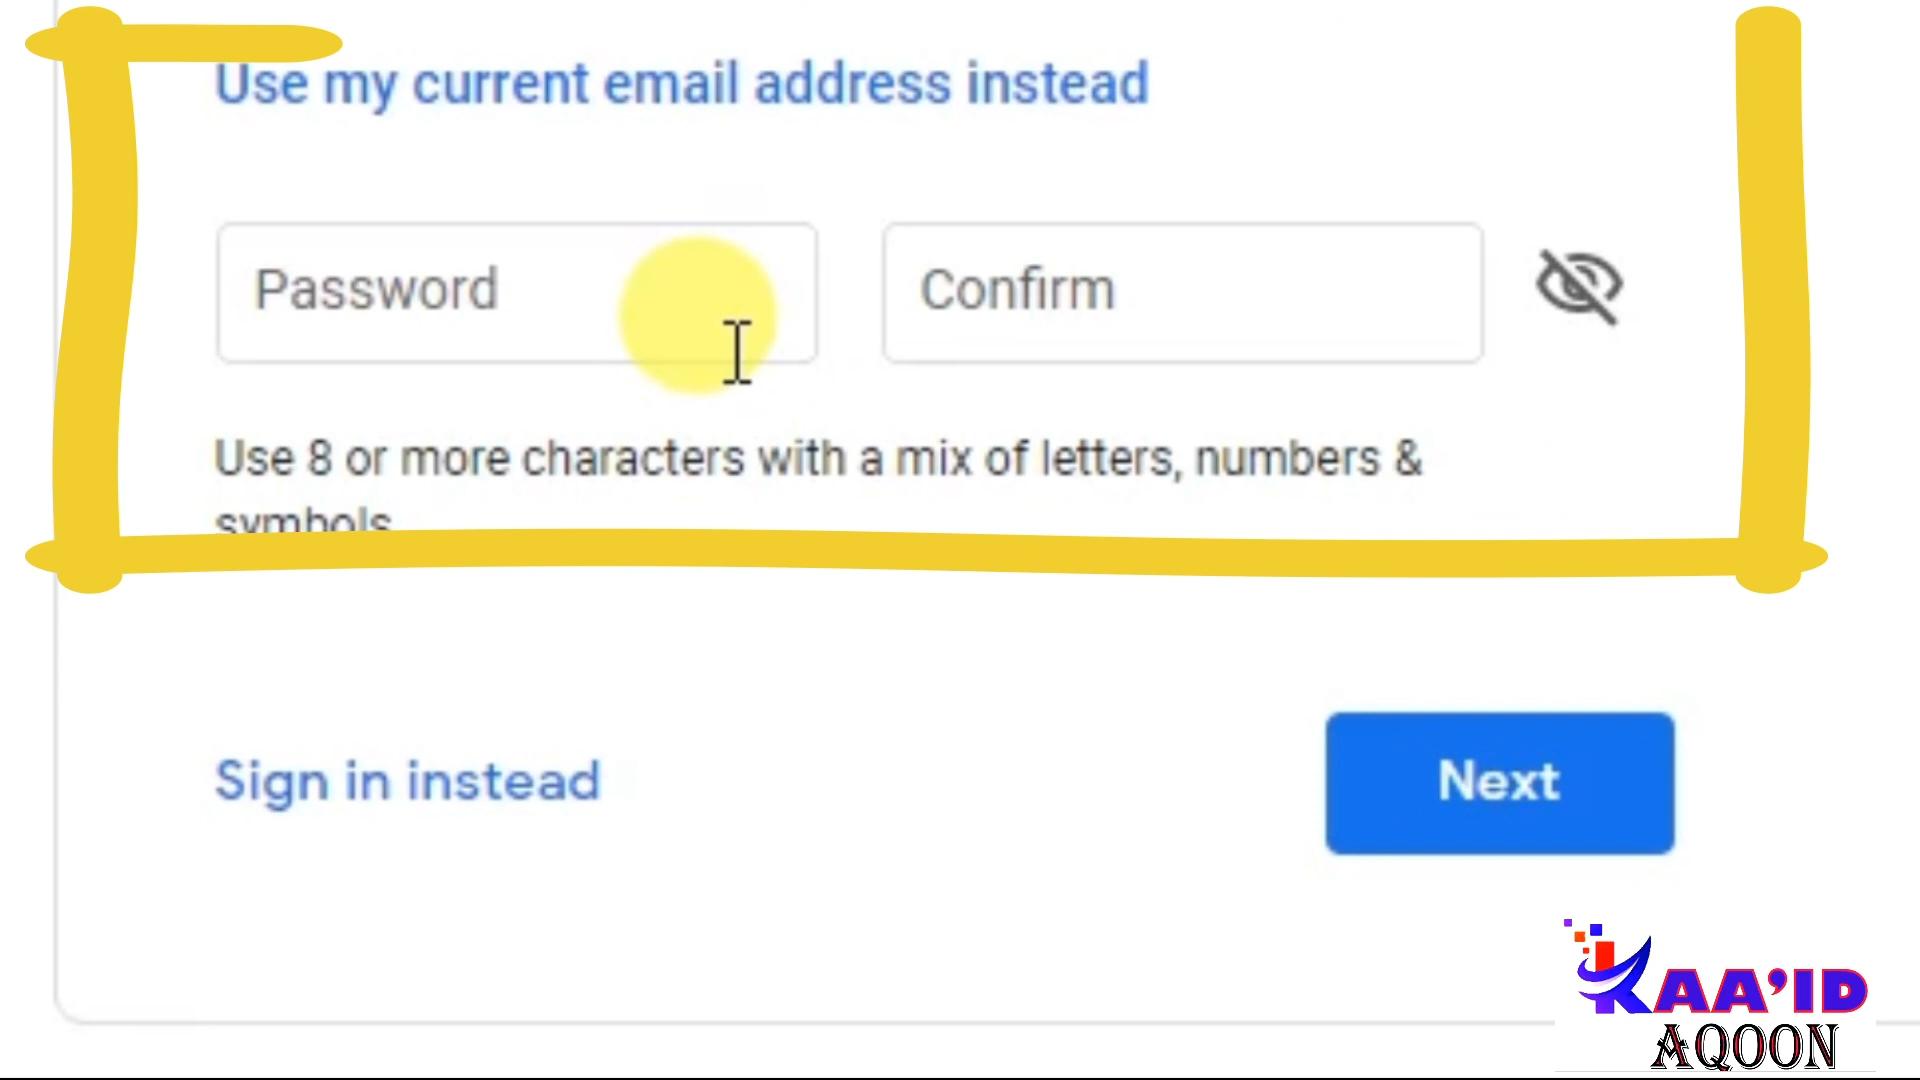 Use my current email address instead
Password
Confirm
Use 8 or more characters with a mix of letters, numbers &
symbols
Sign in instead
Next
KAA'ID
AQOON